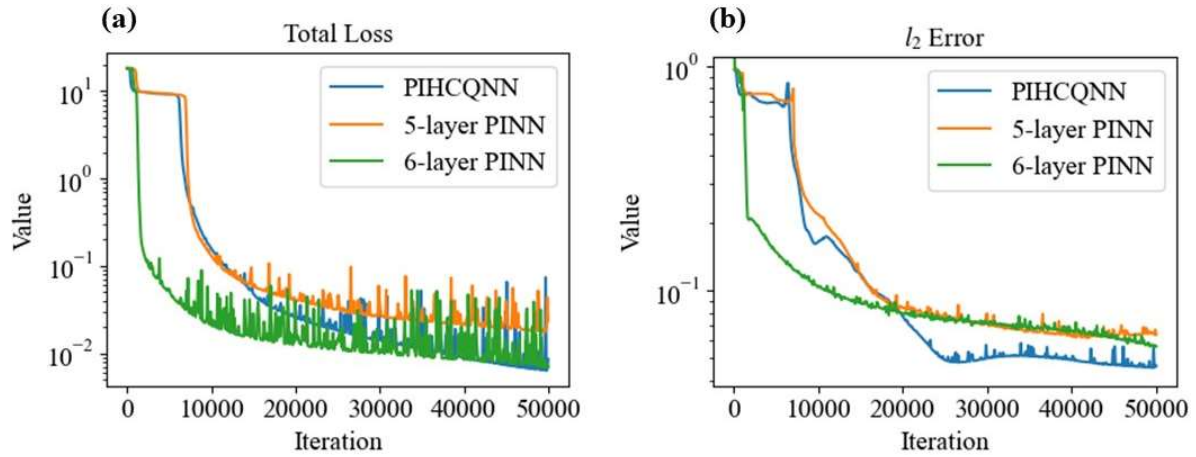 (a)
Total Loss
Value
10¹
10⁰
10⁻¹
10⁻²
PIHCQNN
5-layer PINN
6-layer PINN
0 10000 20000 30000 40000 50000
Iteration
(b)
l₂ Error
Value
10⁰
10⁻¹
PIHCQNN
5-layer PINN
6-layer PINN
0 10000 20000 30000 40000 50000
Iteration